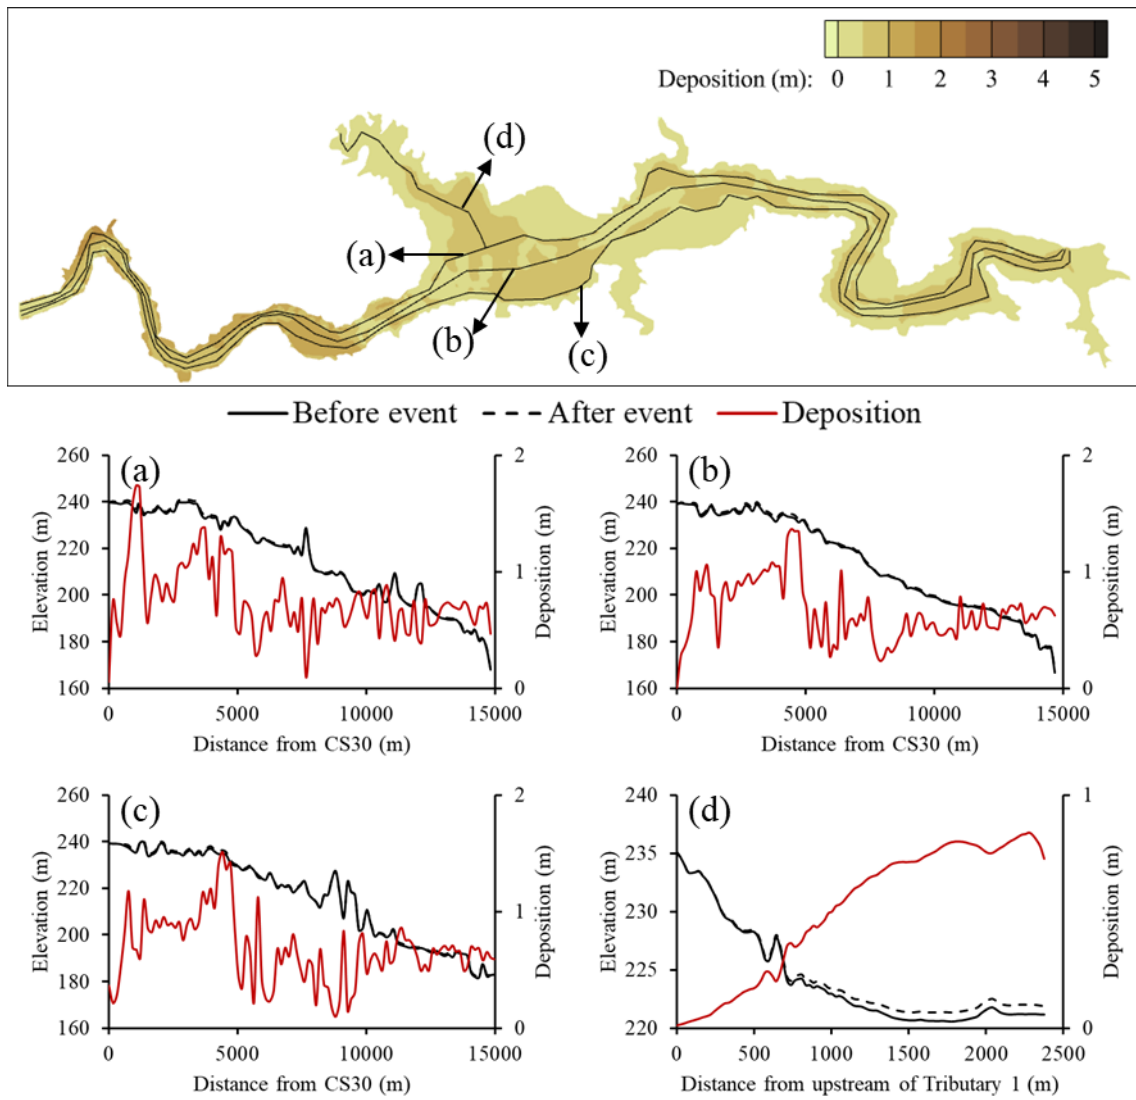 Deposition (m): 0 1 2 3 4 5
(d)
(a)
(b)
(c)
Before event After event Deposition
(a)
Elevation (m)
260
240
220
200
180
160
2
1
0
Deposition (m)
0 5000 10000 15000
Distance from CS30 (m)
(b)
Elevation (m)
260
240
220
200
180
160
2
1
0
Deposition (m)
0 5000 10000 15000
Distance from CS30 (m)
(c)
Elevation (m)
260
240
220
200
180
160
2
1
0
Deposition (m)
0 5000 10000 15000
Distance from CS30 (m)
(d)
Elevation (m)
240
235
230
225
220
1
0
Deposition (m)
0 500 1000 1500 2000 2500
Distance from upstream of Tributary 1 (m)